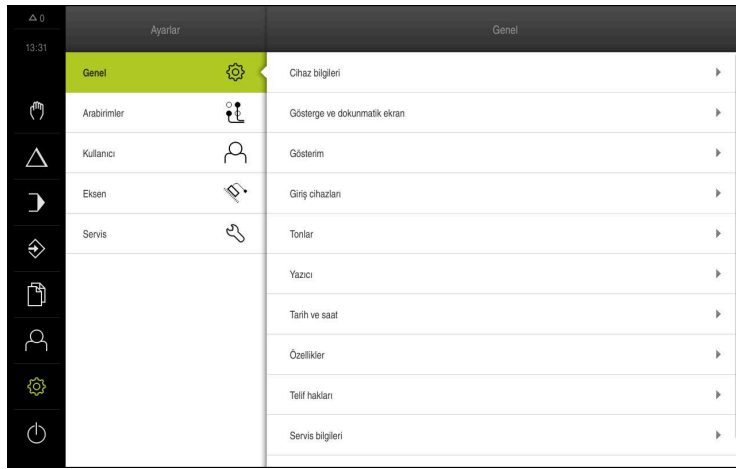 0
13:31
Ayarlar
Genel
Arabirimler
Kullanıcı
Eksen
Servis
Genel
Cihaz bilgileri
Gösterge ve dokunmatik ekran
Gösterim
Giriş cihazları
Tonlar
Yazıcı
Tarih ve saat
Özellikler
Telif hakları
Servis bilgileri